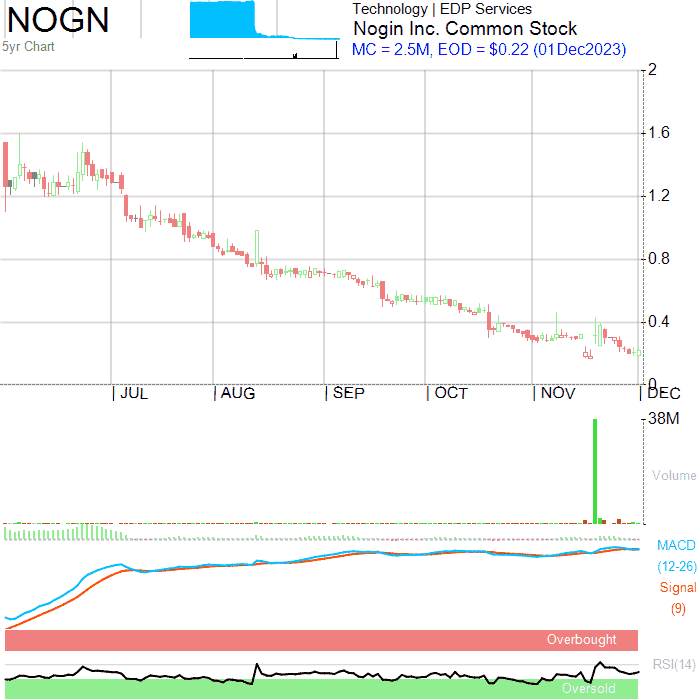 NOGN
5yr Chart
Technology | EDP Services
Nogin Inc. Common Stock
MC = 2.5M, EOD = $0.22 (01Dec2023)
2
1.6
1.2
0.8
0.4
0
JUL AUG SEP OCT NOV DEC
38M
Volume
MACD
(12-26)
Signal
(9)
Overbought
RSI(14)
Oversold